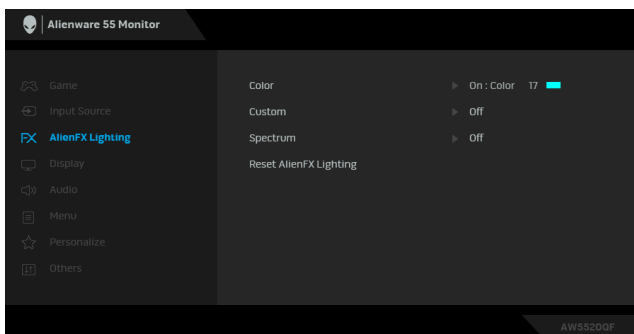 Alienware 55 Monitor
Game
Color
On : Color 17
Input Source
Custom
Off
AlienFX Lighting
Spectrum
Off
Display
Reset AlienFX Lighting
Audio
Menu
Personalize
Others
AW5520QF